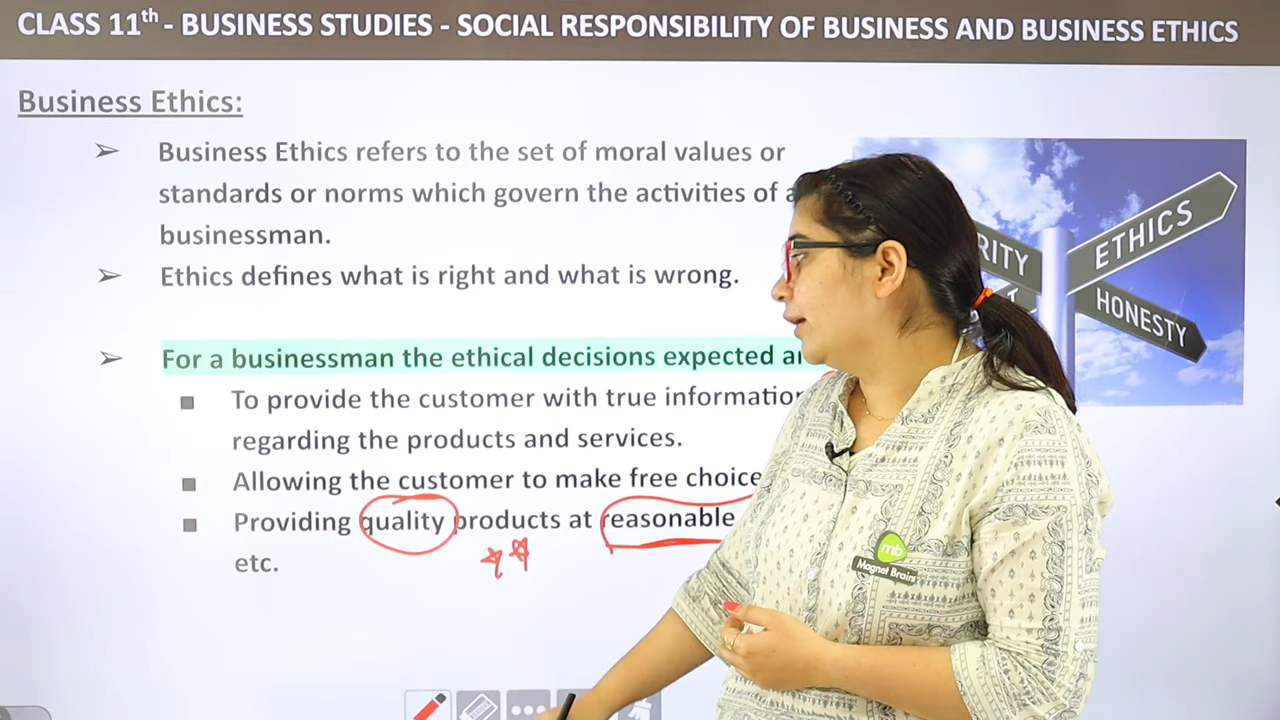 CLASS 11th - BUSINESS STUDIES - SOCIAL RESPONSIBILITY OF BUSINESS AND BUSINESS ETHICS
Business Ethics:
➢ Business Ethics refers to the set of moral values or
standards or norms which govern the activities of a
businessman.
➢ Ethics defines what is right and what is wrong.
➢ For a businessman the ethical decisions expected
▪ To provide the customer with true information
regarding the products and services.
▪ Allowing the customer to make free choice
▪ Providing quality products at reasonable
etc.
ETHICS
HONESTY
mb
Magnet Brains